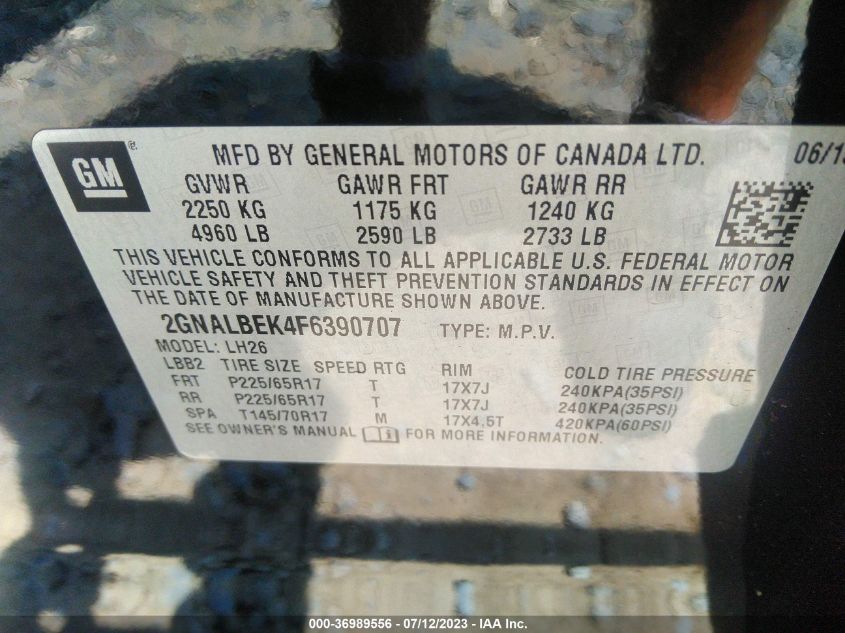 GM
MFD BY GENERAL MOTORS OF CANADA LTD.
GVWR GAWR FRT GAWR RR
2250 KG 1175 KG 1240 KG
4960 LB 2590 LB 2733 LB
THIS VEHICLE CONFORMS TO ALL APPLICABLE U.S. FEDERAL MOTOR
VEHICLE SAFETY AND THEFT PREVENTION STANDARDS IN EFFECT ON
THE DATE OF MANUFACTURE SHOWN ABOVE.
2GNALBEK4F6390707 TYPE: M.P.V.
MODEL: LH26
LBB2 TIRE SIZE SPEED RTG RIM COLD TIRE PRESSURE
FRT P225/65R17 T 17X7J 240KPA(35PSI)
RR P225/65R17 T 17X7J 240KPA(35PSI)
SPA T145/70R17 M 17X4.5T 420KPA(60PSI)
SEE OWNER'S MANUAL FOR MORE INFORMATION.
000-36989556 - 07/12/2023 - IAA Inc.